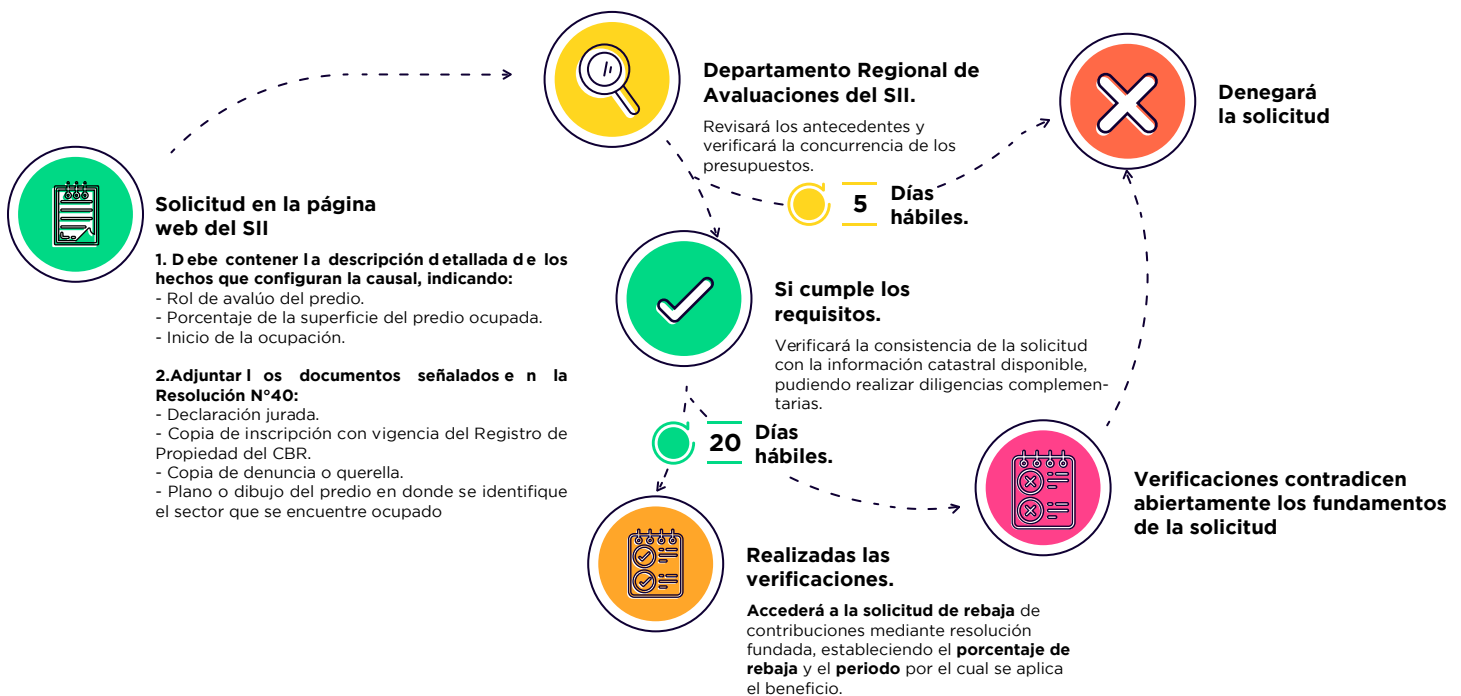 Solicitud en la página
web del SII
1. D ebe contener l a descripción d etallada d e los
hechos que configuran la causal, indicando:
- Rol de avalúo del predio.
- Porcentaje de la superficie del predio ocupada.
- Inicio de la ocupación.
2.Adjuntar l os documentos señalados e n la
Resolución N°40:
- Declaración jurada.
- Copia de inscripción con vigencia del Registro de
Propiedad del CBR.
- Copia de denuncia o querella.
- Plano o dibujo del predio en donde se identifique
el sector que se encuentre ocupado
Departamento Regional de
Avaluaciones del SII.
Revisará los antecedentes y
verificará la concurrencia de los
presupuestos.
5 Días
hábiles.
Denegará
la solicitud
Si cumple los
requisitos.
Verificará la consistencia de la solicitud
con la información catastral disponible,
pudiendo realizar diligencias complemen-
tarias.
20 Días
hábiles.
Verificaciones contradicen
abiertamente los fundamentos
de la solicitud
Realizadas las
verificaciones.
Accederá a la solicitud de rebaja de
contribuciones mediante resolución
fundada, estableciendo el porcentaje de
rebaja y el periodo por el cual se aplica
el beneficio.